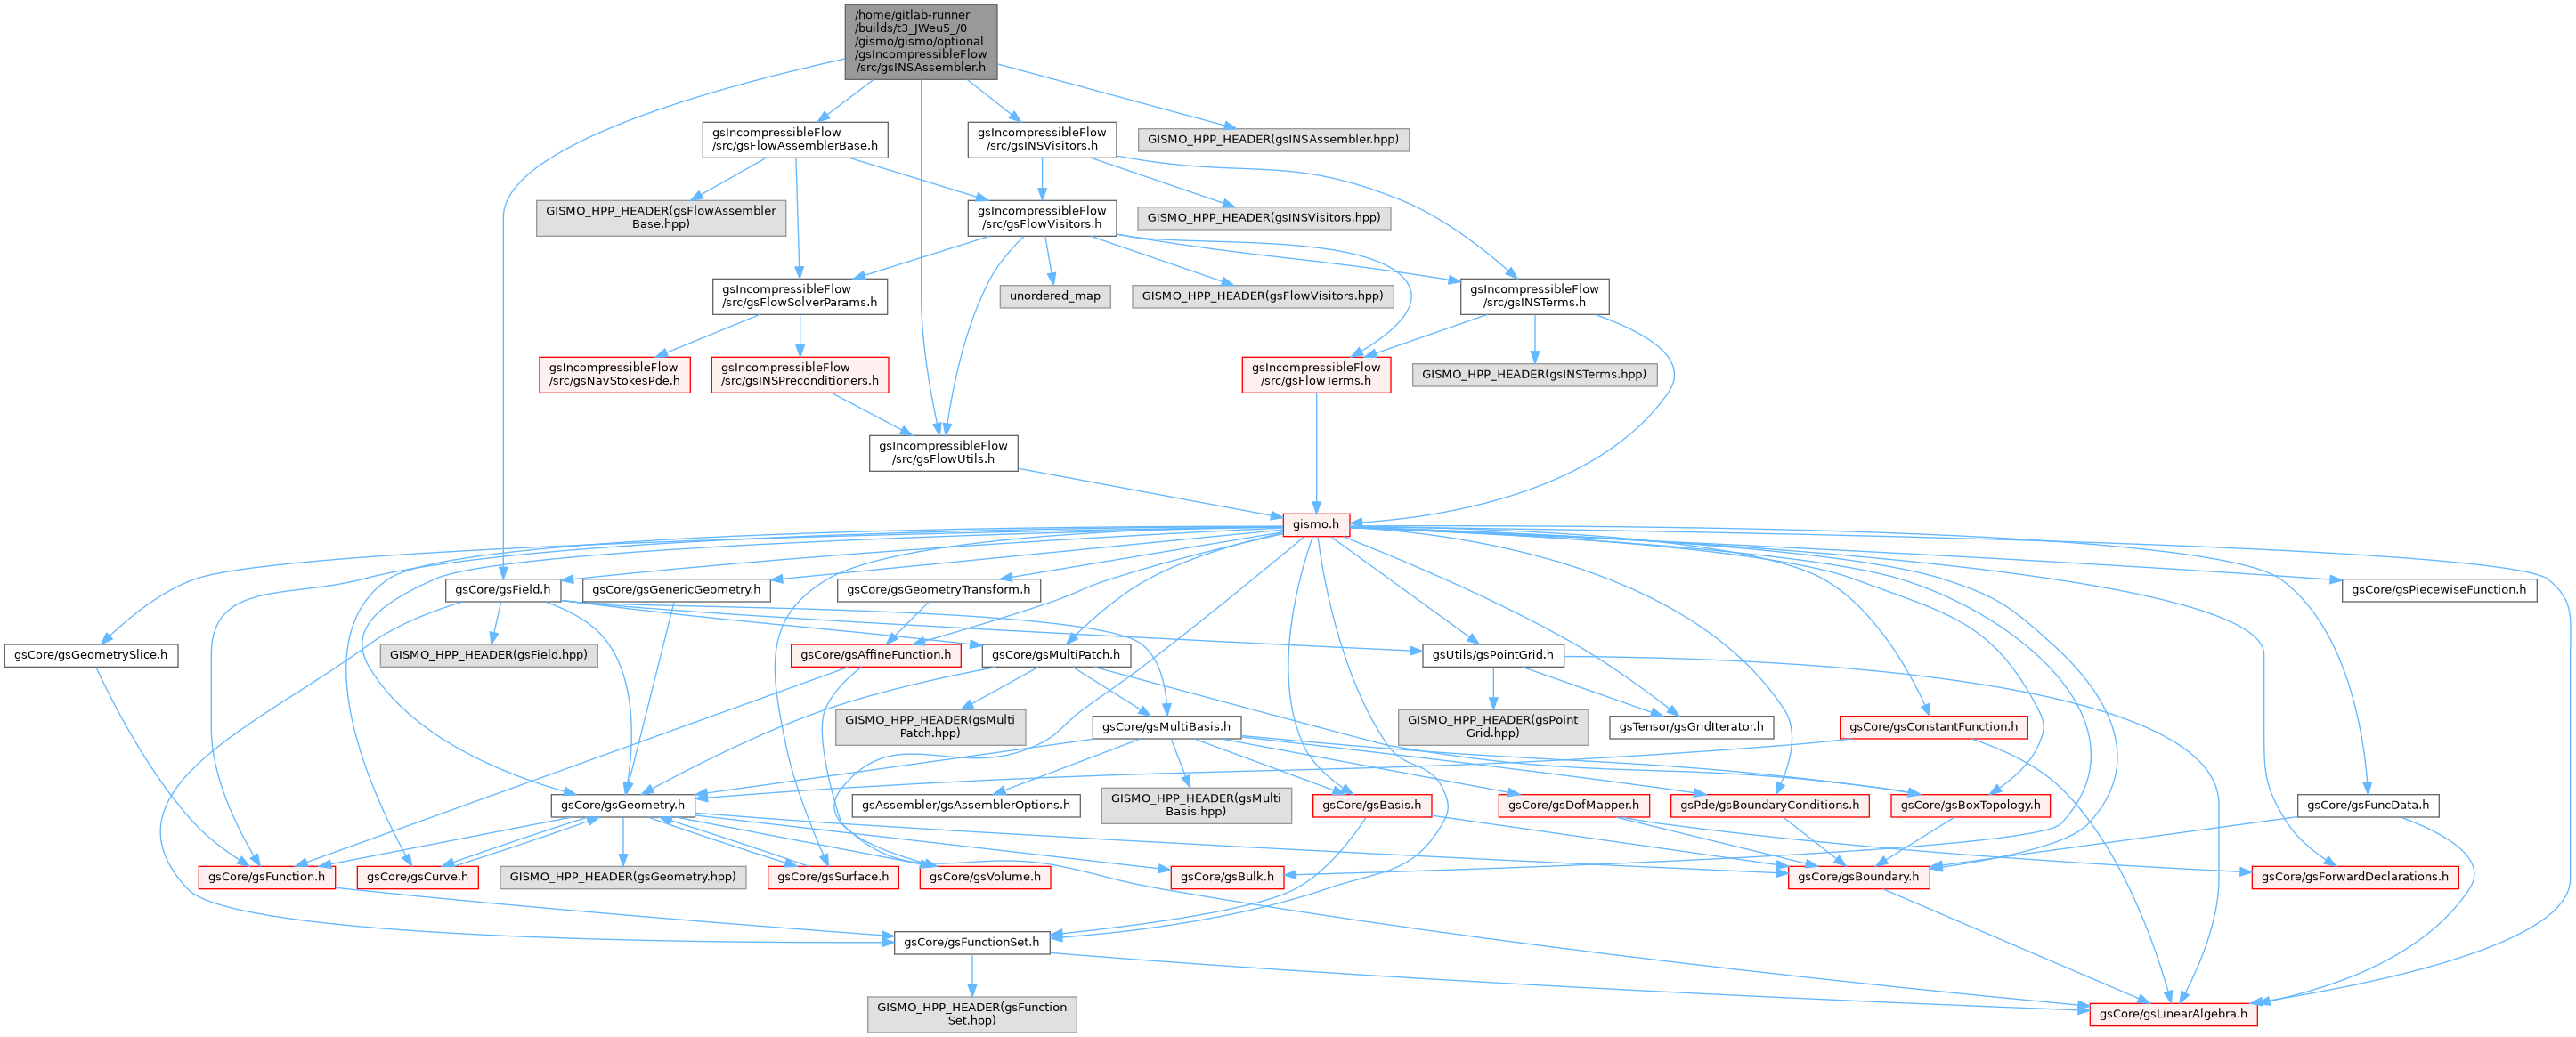 /home/gitlab-runner
/builds/t3_JWeu5_/0
/gismo/gismo/optional
/gsIncompressibleFlow
/src/gsINSAssembler.h
gsIncompressibleFlow
/src/gsFlowAssemblerBase.h
gsIncompressibleFlow
/src/gsINSVisitors.h
GISMO_HPP_HEADER(gsINSAssembler.hpp)
GISMO_HPP_HEADER(gsFlowAssembler
Base.hpp)
gsIncompressibleFlow
/src/gsFlowVisitors.h
GISMO_HPP_HEADER(gsINSVisitors.hpp)
gsIncompressibleFlow
/src/gsFlowSolverParams.h
unordered_map
GISMO_HPP_HEADER(gsFlowVisitors.hpp)
gsIncompressibleFlow
/src/gsINSTerms.h
gsIncompressibleFlow
/src/gsNavStokesPde.h
gsIncompressibleFlow
/src/gsINSPreconditioners.h
gsIncompressibleFlow
/src/gsFlowTerms.h
GISMO_HPP_HEADER(gsINSTerms.hpp)
gsIncompressibleFlow
/src/gsFlowUtils.h
gismo.h
gsCore/gsField.h
gsCore/gsGenericGeometry.h
gsCore/gsGeometryTransform.h
gsCore/gsPiecewiseFunction.h
gsCore/gsGeometrySlice.h
GISMO_HPP_HEADER(gsField.hpp)
gsCore/gsAffineFunction.h
gsCore/gsMultiPatch.h
gsUtils/gsPointGrid.h
GISMO_HPP_HEADER(gsMulti
Patch.hpp)
gsCore/gsMultiBasis.h
GISMO_HPP_HEADER(gsPoint
Grid.hpp)
gsTensor/gsGridIterator.h
gsCore/gsConstantFunction.h
gsCore/gsGeometry.h
gsAssembler/gsAssemblerOptions.h
GISMO_HPP_HEADER(gsMulti
Basis.hpp)
gsCore/gsBasis.h
gsCore/gsDofMapper.h
gsPde/gsBoundaryConditions.h
gsCore/gsBoxTopology.h
gsCore/gsFuncData.h
gsCore/gsFunction.h
gsCore/gsCurve.h
GISMO_HPP_HEADER(gsGeometry.hpp)
gsCore/gsSurface.h
gsCore/gsVolume.h
gsCore/gsBulk.h
gsCore/gsBoundary.h
gsCore/gsForwardDeclarations.h
gsCore/gsFunctionSet.h
GISMO_HPP_HEADER(gsFunction
Set.hpp)
gsCore/gsLinearAlgebra.h